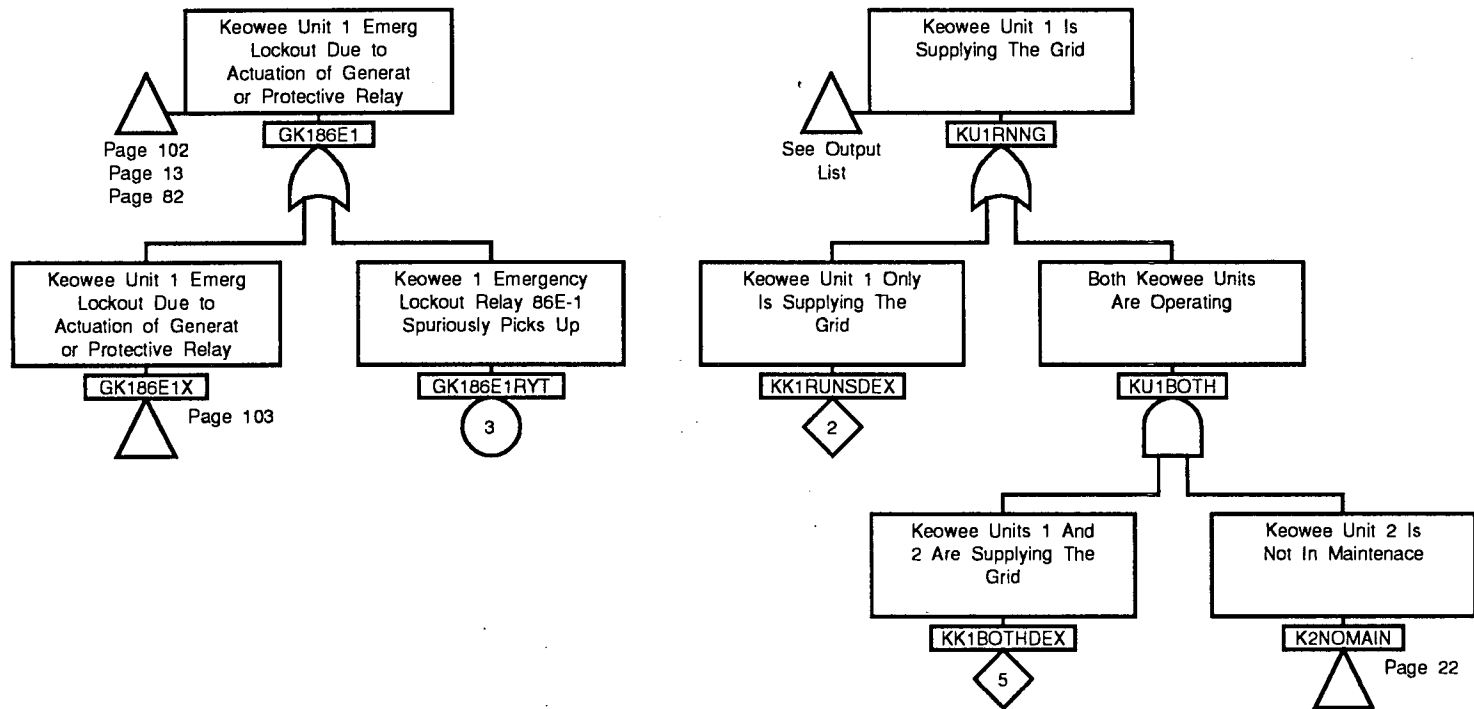 Keowee Unit 1 Emerg
Lockout Due to
Actuation of Generat
or Protective Relay
GK186E1
Page 102
Page 13
Page 82
Keowee Unit 1 Emerg
Lockout Due to
Actuation of Generat
or Protective Relay
GK186E1X
Page 103
Keowee 1 Emergency
Lockout Relay 86E-1
Spuriously Picks Up
GK186E1RYT
3
Keowee Unit 1 Is
Supplying The Grid
KU1RNNG
See Output
List
Keowee Unit 1 Only
Is Supplying The
Grid
KK1RUNSDEX
2
Both Keowee Units
Are Operating
KU1BOTH
Keowee Units 1 And
2 Are Supplying The
Grid
KK1BOTHDEX
5
Keowee Unit 2 Is
Not In Maintenace
K2NOMAIN
Page 22